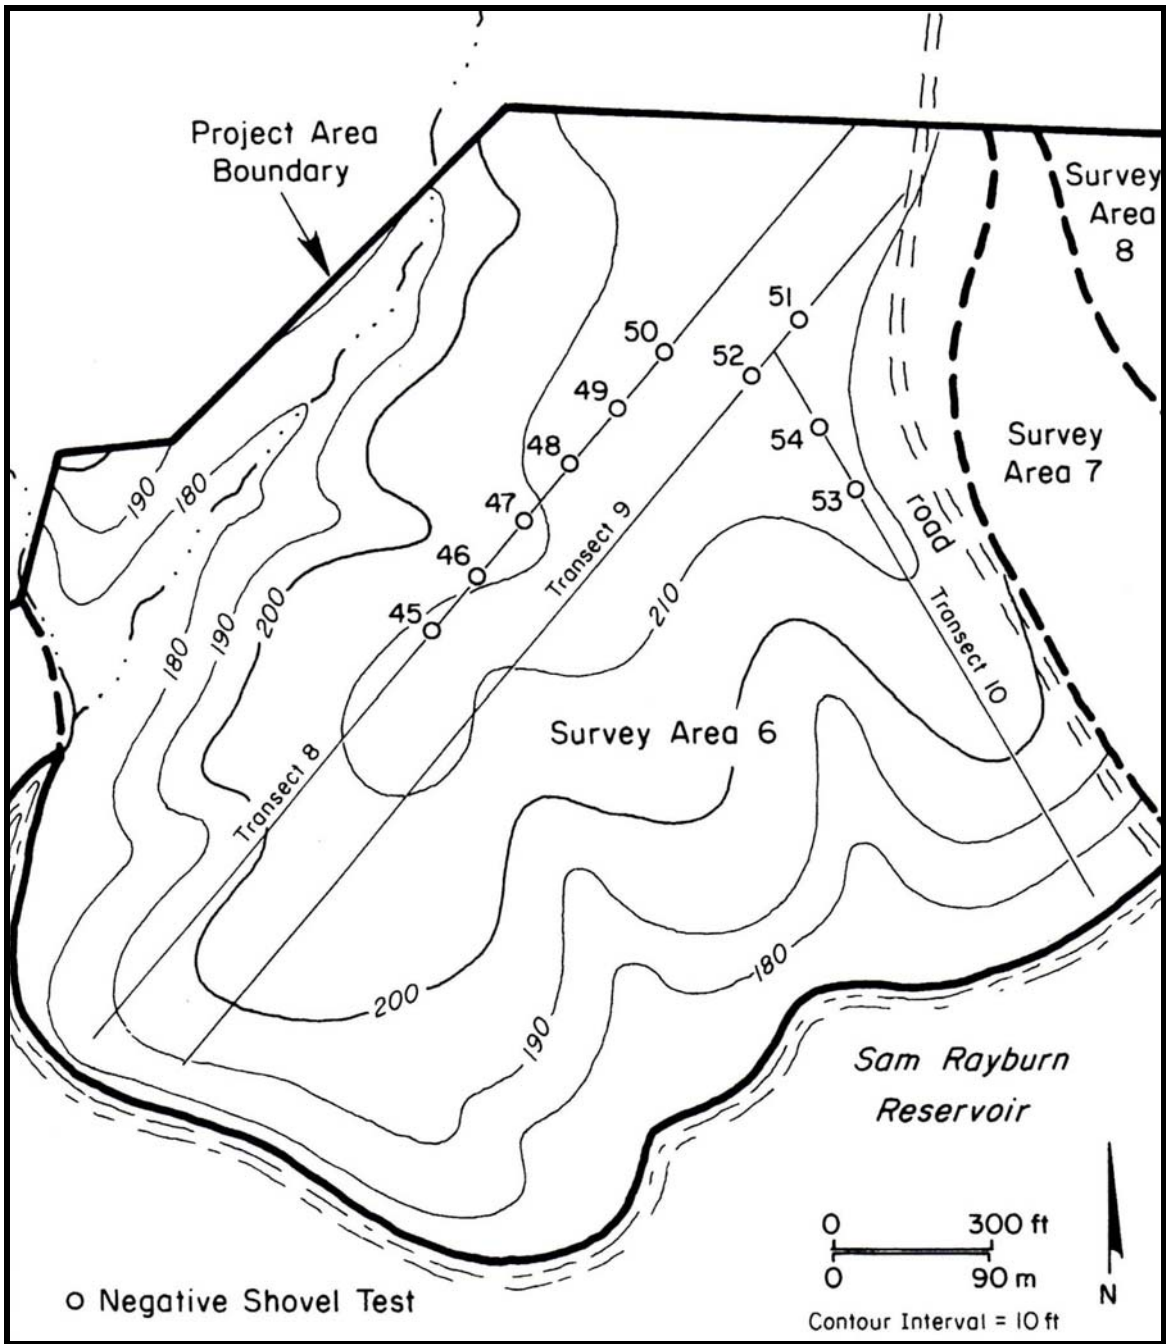 Project Area
Boundary
Survey
Area
8
51
50
52
49
54
48
Survey
Area 7
190
180
53
47
road
Transect 9
46
210
200
45
190
180
Transect 10
Survey Area 6
Transect 8
180
200
190
Sam Rayburn
Reservoir
0 300 ft
0 90 m
N
Contour Interval = 10 ft
Negative Shovel Test